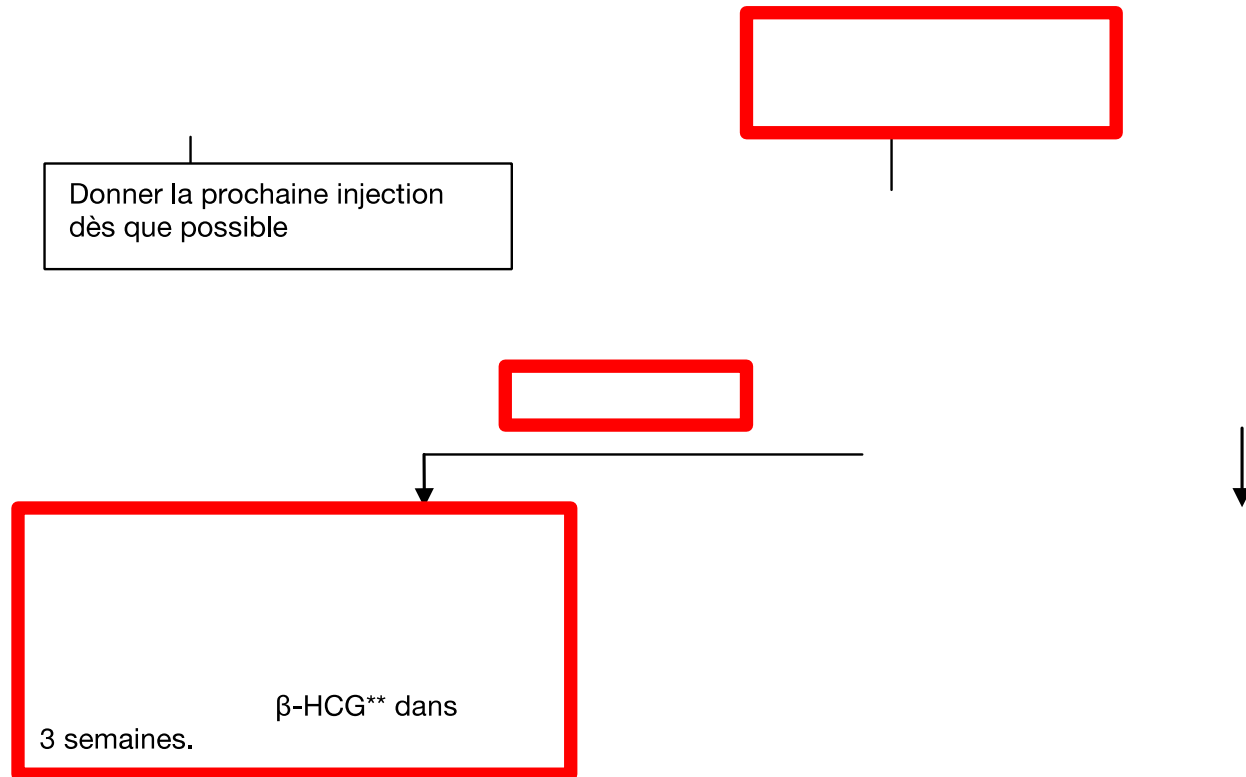 Donner la prochaine injection
dès que possible
β-HCG** dans
3 semaines.